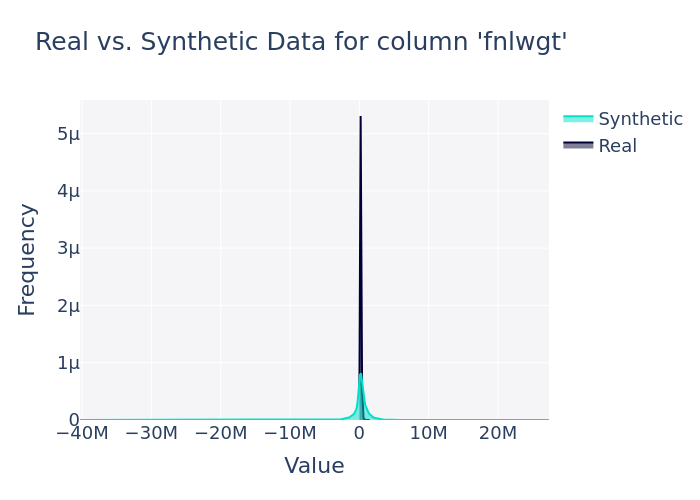 Real vs. Synthetic Data for column 'fnlwgt'
Synthetic
Real
5μ
4μ
3μ
2μ
1μ
0
Frequency
−40M −30M −20M −10M 0 10M 20M
Value